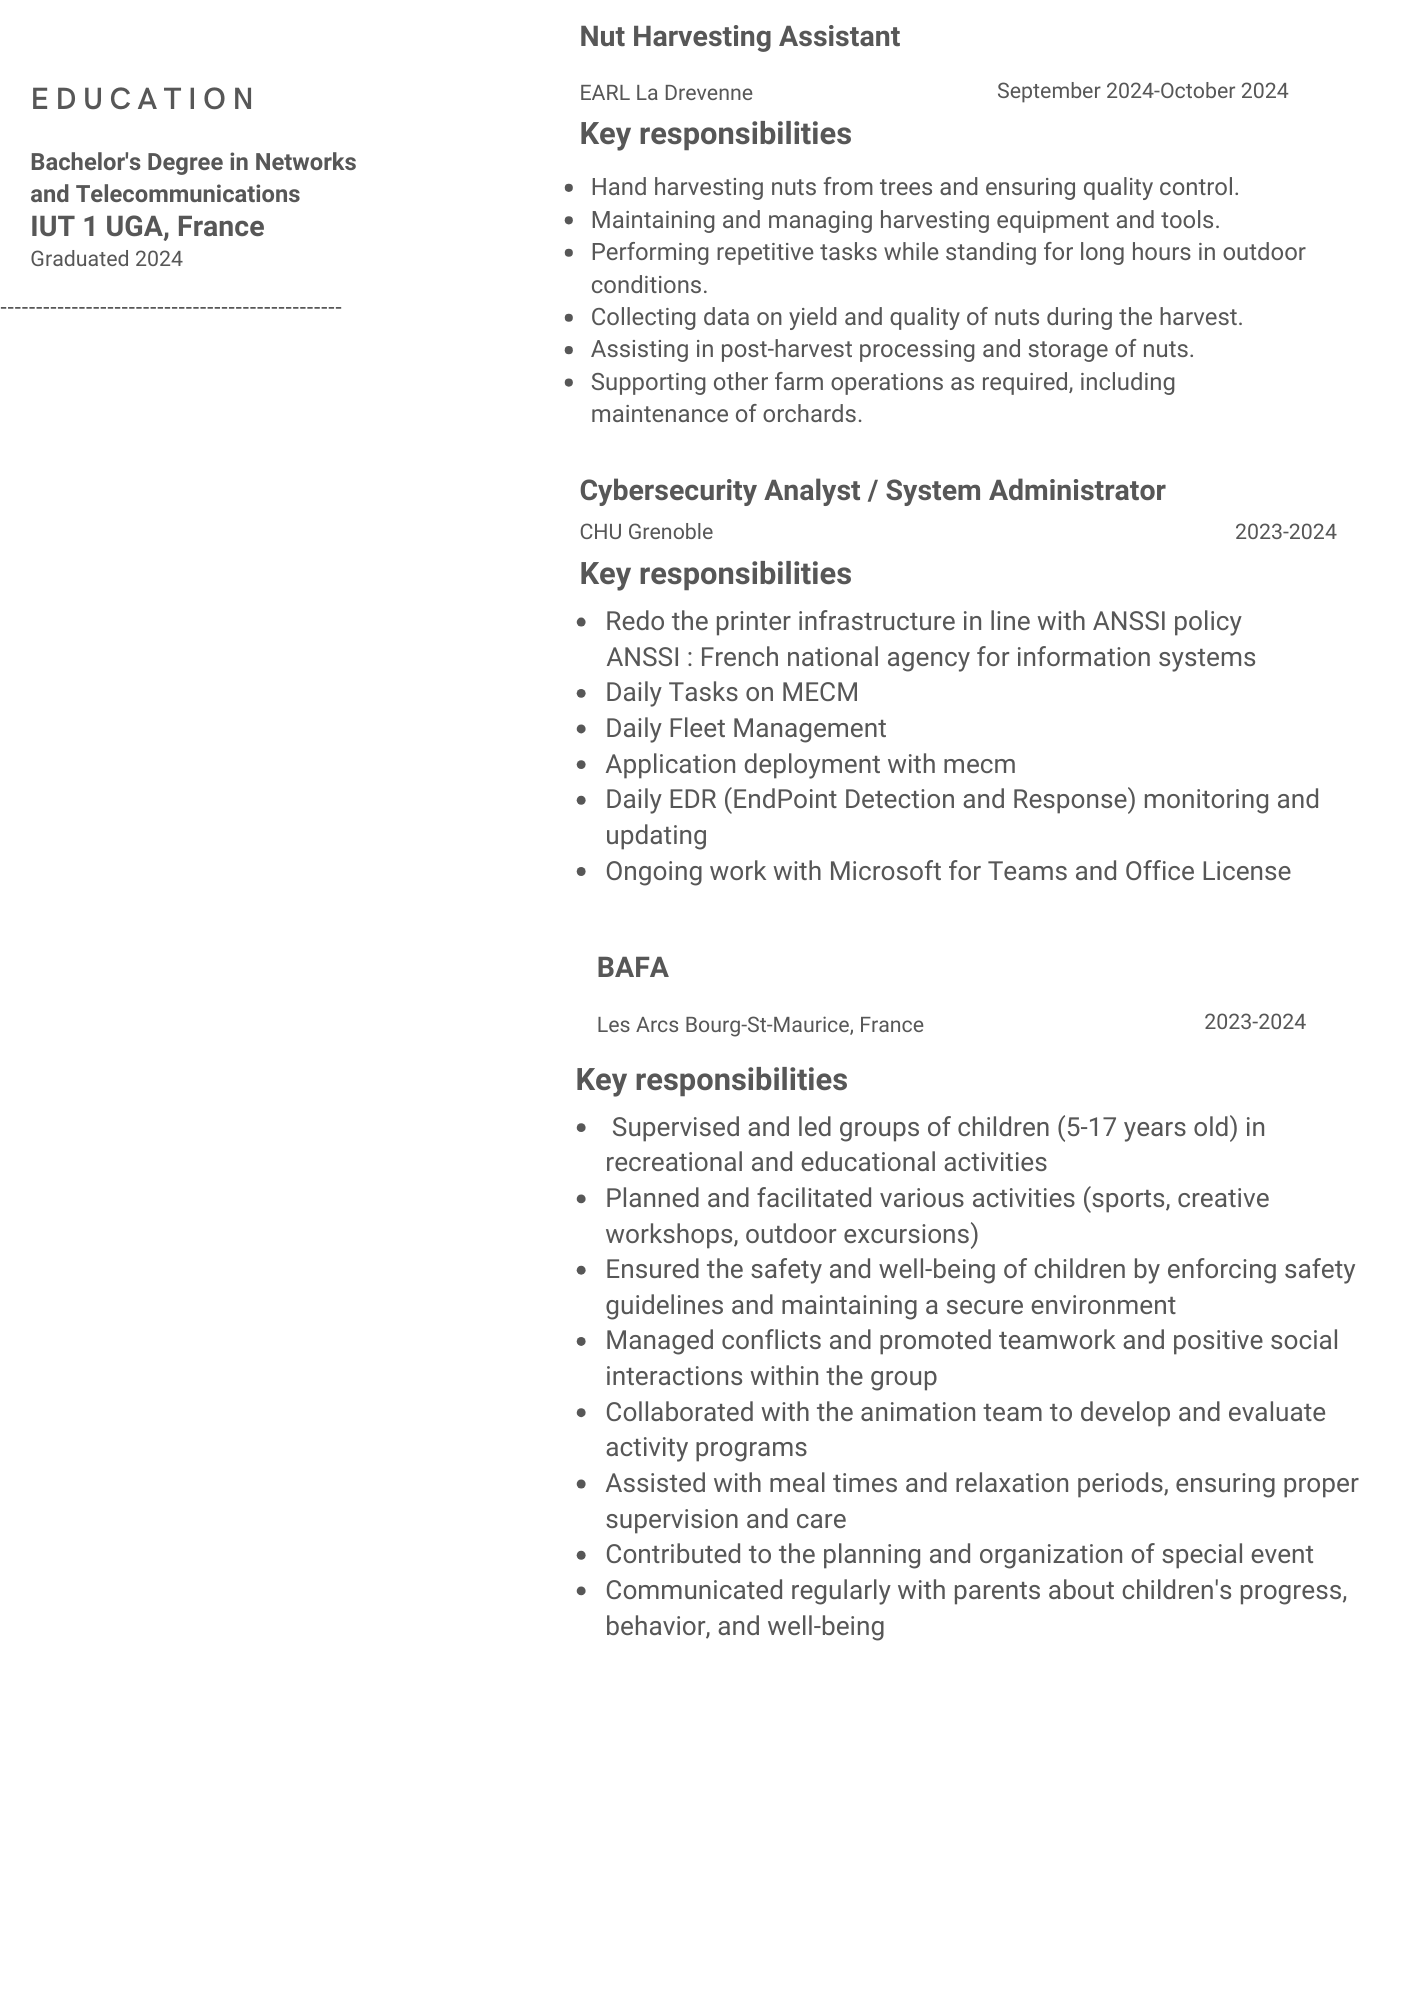 EDUCATION
Bachelor's Degree in Networks
and Telecommunications
IUT 1 UGA, France
Graduated 2024
------------------------------------------------
Nut Harvesting Assistant
EARL La Drevenne September 2024-October 2024
Key responsibilities
• Hand harvesting nuts from trees and ensuring quality control.
• Maintaining and managing harvesting equipment and tools.
• Performing repetitive tasks while standing for long hours in outdoor
conditions.
• Collecting data on yield and quality of nuts during the harvest.
• Assisting in post-harvest processing and storage of nuts.
• Supporting other farm operations as required, including
maintenance of orchards.
Cybersecurity Analyst / System Administrator
CHU Grenoble 2023-2024
Key responsibilities
• Redo the printer infrastructure in line with ANSSI policy
ANSSI : French national agency for information systems
• Daily Tasks on MECM
• Daily Fleet Management
• Application deployment with mecm
• Daily EDR (EndPoint Detection and Response) monitoring and
updating
• Ongoing work with Microsoft for Teams and Office License
BAFA
Les Arcs Bourg-St-Maurice, France 2023-2024
Key responsibilities
• Supervised and led groups of children (5-17 years old) in
recreational and educational activities
• Planned and facilitated various activities (sports, creative
workshops, outdoor excursions)
• Ensured the safety and well-being of children by enforcing safety
guidelines and maintaining a secure environment
• Managed conflicts and promoted teamwork and positive social
interactions within the group
• Collaborated with the animation team to develop and evaluate
activity programs
• Assisted with meal times and relaxation periods, ensuring proper
supervision and care
• Contributed to the planning and organization of special event
• Communicated regularly with parents about children's progress,
behavior, and well-being